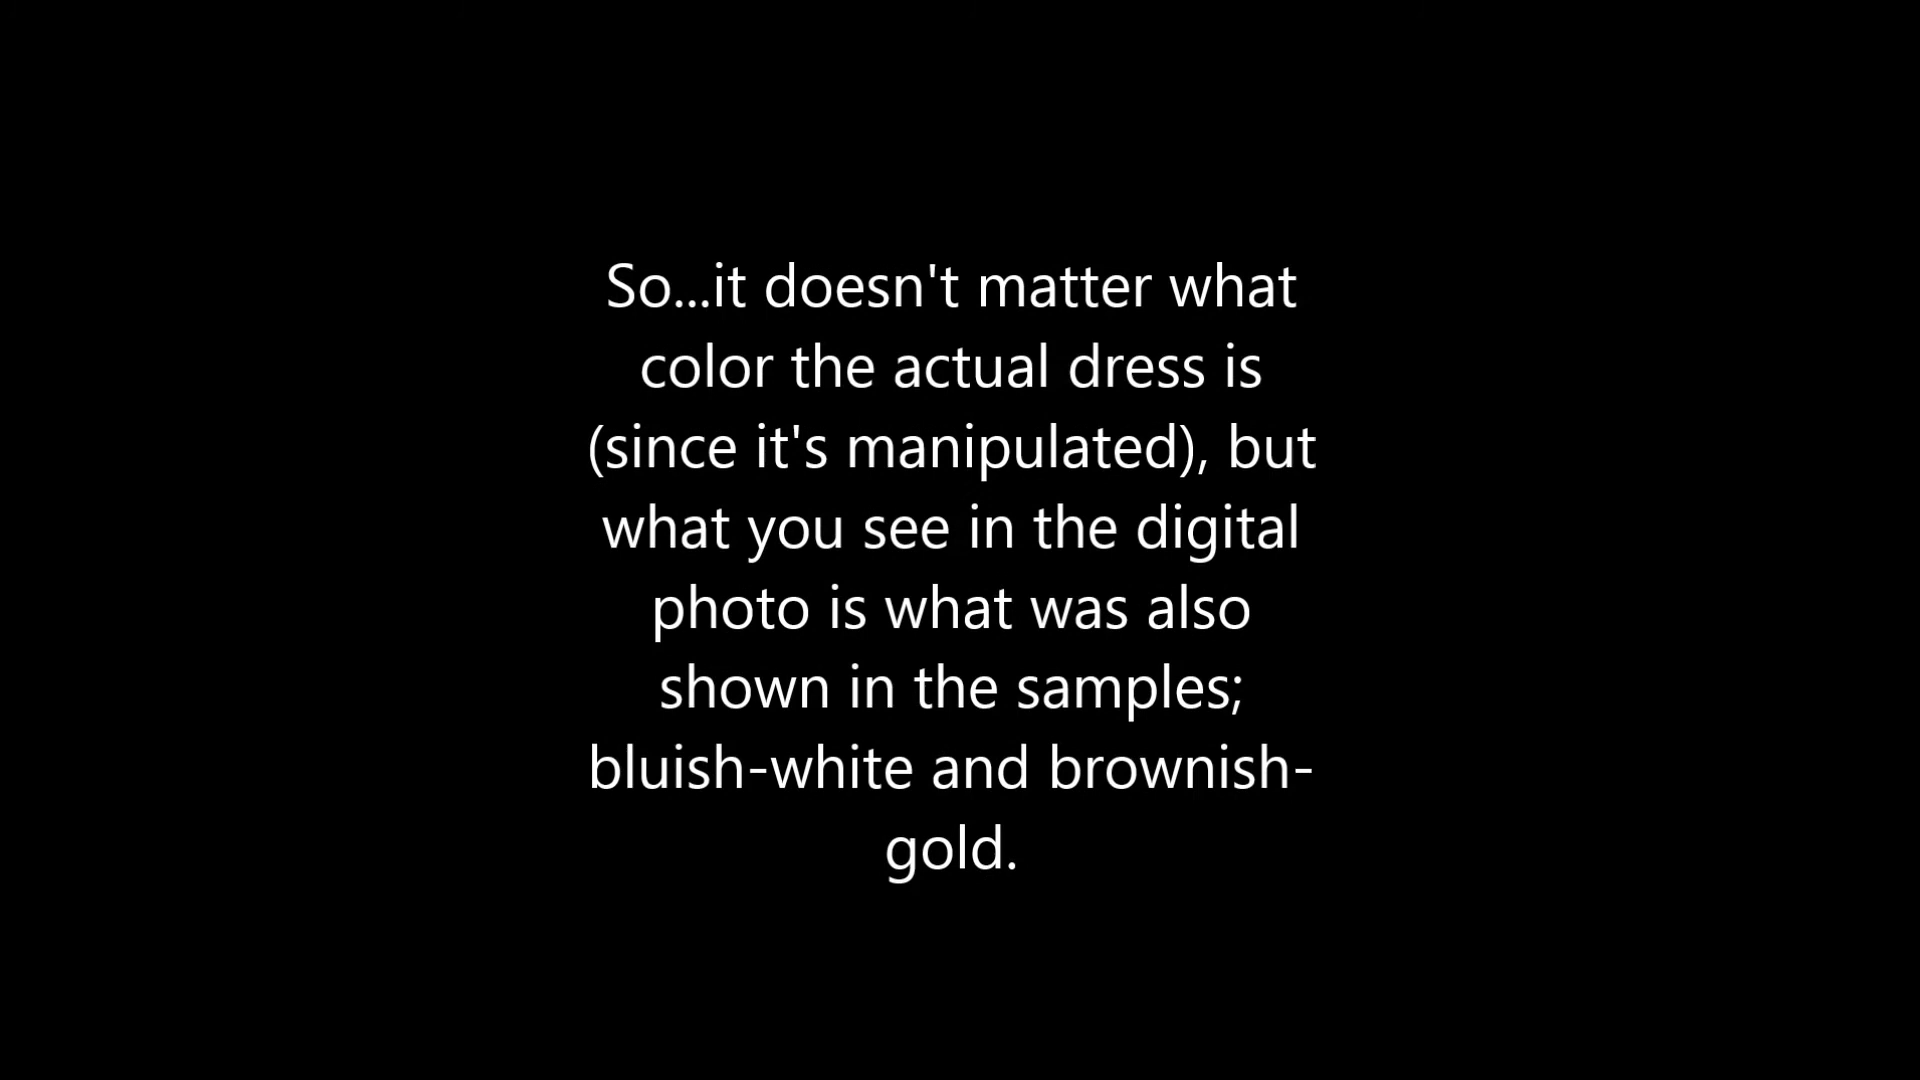 So...it doesn't matter what
color the actual dress is
(since it's manipulated), but
what you see in the digital
photo is what was also
shown in the samples;
bluish-white and brownish-
gold.